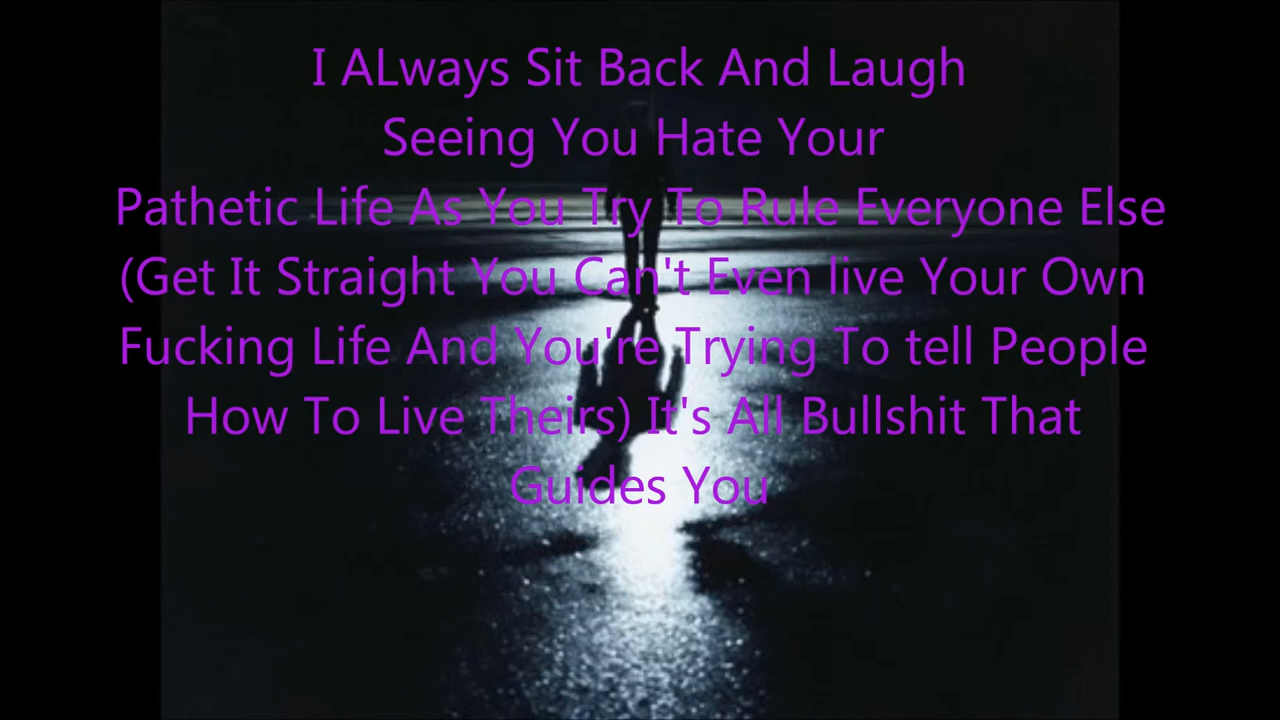 I ALways Sit Back And Laugh
Seeing You Hate Your
Pathetic Life As You Try To Rule Everyone Else
(Get It Straight You Can't Even live Your Own
Fucking Life And You're Trying To tell People
How To Live Theirs) It's All Bullshit That
Guides You